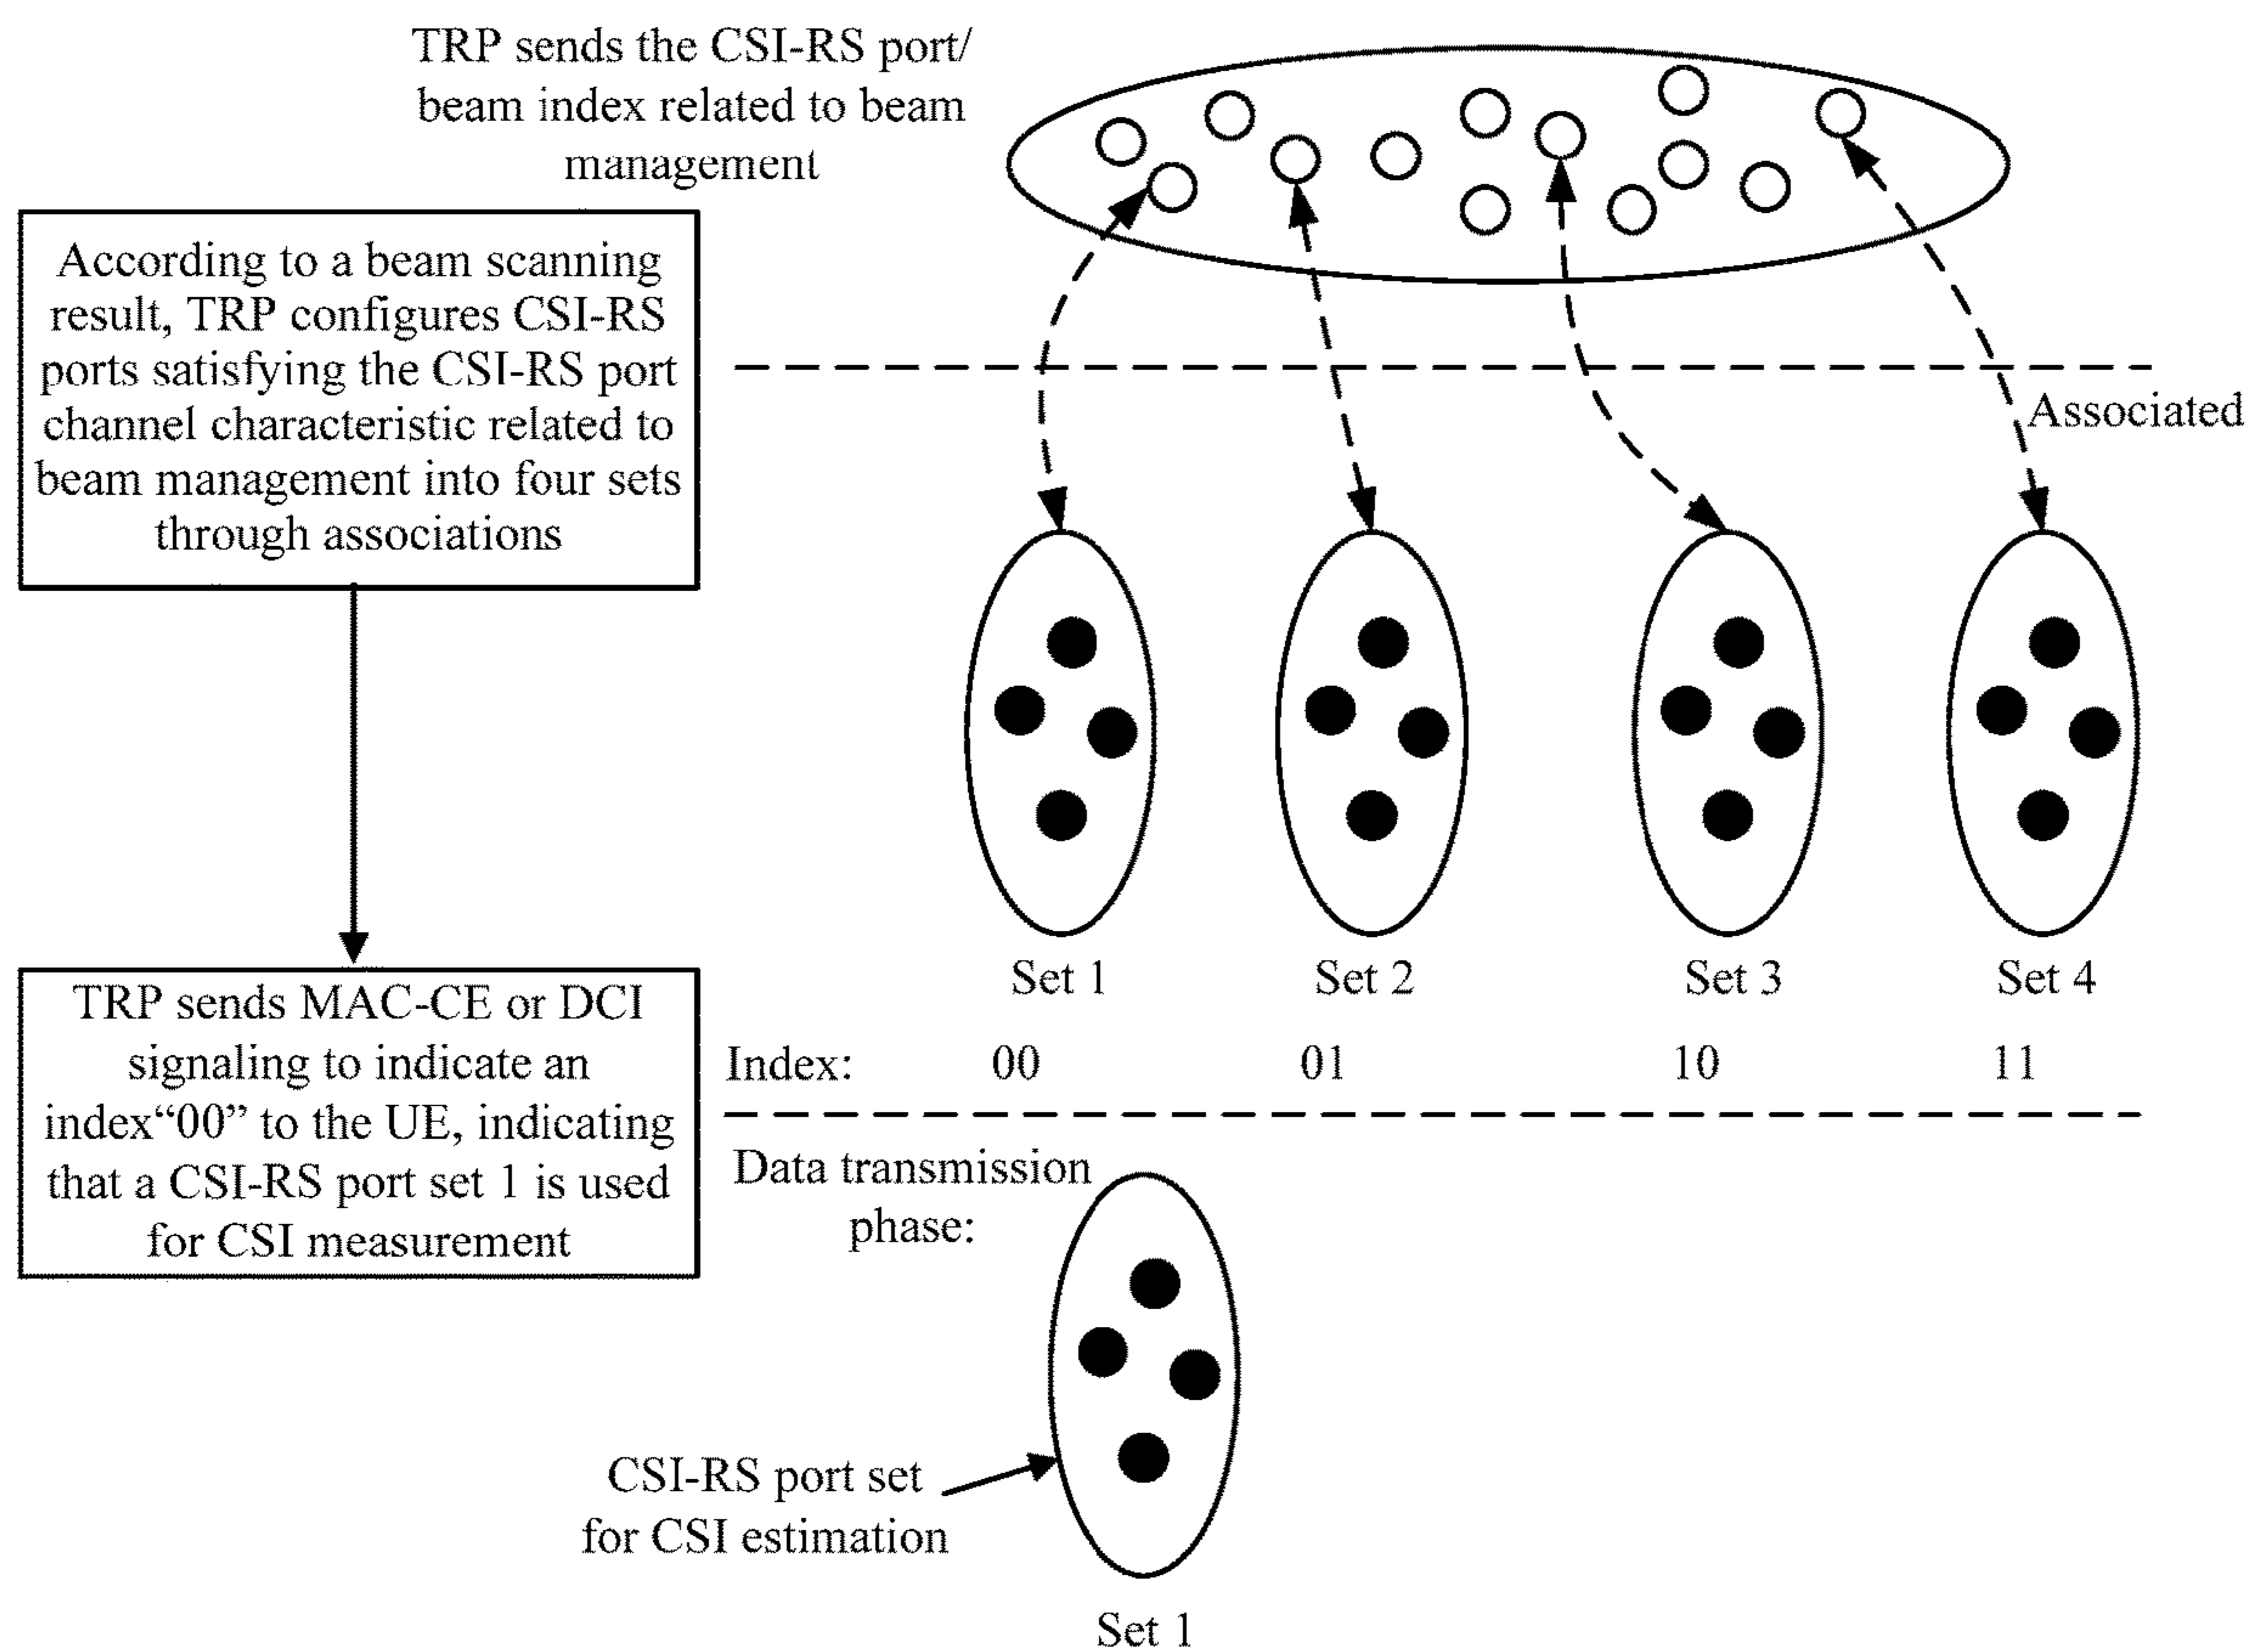 TRP sends the CSI-RS port/
beam index related to beam
management
According to a beam scanning
result, TRP configures CSI-RS
ports satisfying the CSI-RS port
channel characteristic related to
beam management into four sets
through associations
Associated
Set 1 Set 2 Set 3 Set 4
Index: 00 01 10 11
TRP sends MAC-CE or DCI
signaling to indicate an
index“00” to the UE, indicating
that a CSI-RS port set 1 is used
for CSI measurement
Data transmission
phase:
CSI-RS port set
for CSI estimation
Set 1